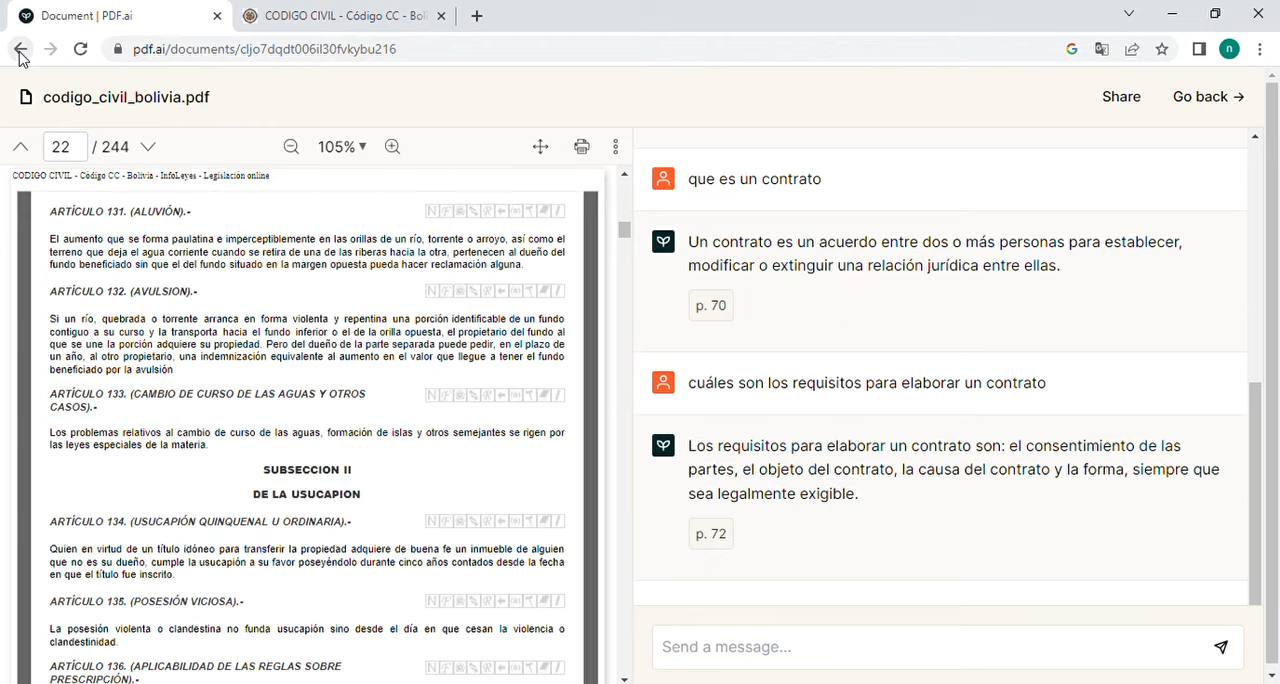 Document | PDF.ai
CODIGO CIVIL - Código CC - Boli
pdf.ai/documents/cljo7dqdt006il30fvkybu216
n
codigo_civil_bolivia.pdf
Share
Go back →
22 / 244
105%
CODIGO CIVIL - Código CC - Bolivia - InfoLeyes - Legislación online
ARTÍCULO 131. (ALUVIÓN).-
El aumento que se forma paulatina e imperceptiblemente en las orillas de un río, torrente o arroyo, así como el
terreno que deja el agua corriente cuando se retira de una de las riberas hacia la otra, pertenecen al dueño del
fundo beneficiado sin que el del fundo situado en la margen opuesta pueda hacer reclamación alguna.
ARTÍCULO 132. (AVULSION).-
Si un río, quebrada o torrente arranca en forma violenta y repentina una porción identificable de un fundo
contiguo a su curso y la transporta hacia el fundo inferior o el de la orilla opuesta, el propietario del fundo al
que se une la porción adquiere su propiedad. Pero del dueño de la parte separada puede pedir, en el plazo de
un año, al otro propietario, una indemnización equivalente al aumento en el valor que llegue a tener el fundo
beneficiado por la avulsión
ARTÍCULO 133. (CAMBIO DE CURSO DE LAS AGUAS Y OTROS
CASOS).-
Los problemas relativos al cambio de curso de las aguas, formación de islas y otros semejantes se rigen por
las leyes especiales de la materia.
SUBSECCION II
DE LA USUCAPION
ARTÍCULO 134. (USUCAPIÓN QUINQUENAL U ORDINARIA).-
Quien en virtud de un título idóneo para transferir la propiedad adquiere de buena fe un inmueble de alguien
que no es su dueño, cumple la usucapión a su favor poseyéndolo durante cinco años contados desde la fecha
en que el título fue inscrito.
ARTÍCULO 135. (POSESIÓN VICIOSA).-
La posesión violenta o clandestina no funda usucapión sino desde el día en que cesan la violencia o
clandestinidad.
ARTÍCULO 136. (APLICABILIDAD DE LAS REGLAS SOBRE
PRESCRIPCIÓN).-
que es un contrato
Un contrato es un acuerdo entre dos o más personas para establecer,
modificar o extinguir una relación jurídica entre ellas.
p. 70
cuáles son los requisitos para elaborar un contrato
Los requisitos para elaborar un contrato son: el consentimiento de las
partes, el objeto del contrato, la causa del contrato y la forma, siempre que
sea legalmente exigible.
p. 72
Send a message...